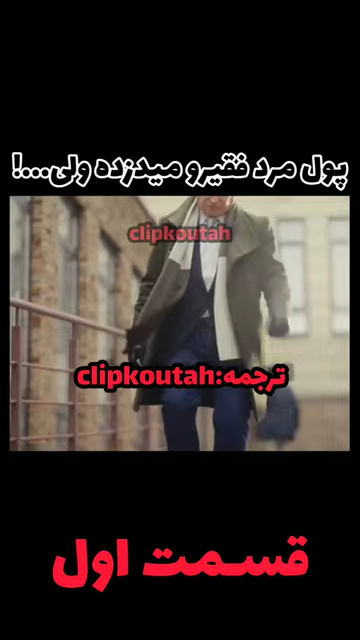 پول مرد فقیرو میدزده ولی....!
clipkoutah
ترجمه:clipkoutah
قسمت اول